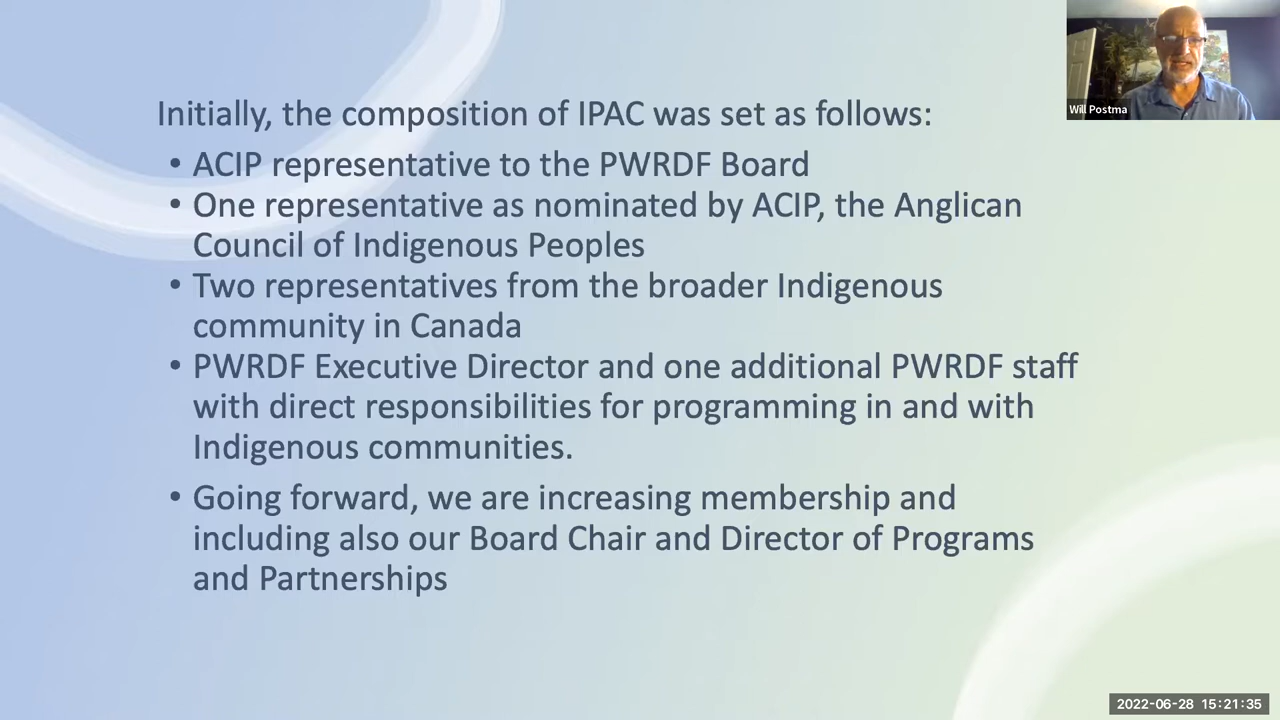 Initially, the composition of IPAC was set as follows:
• ACIP representative to the PWRDF Board
• One representative as nominated by ACIP, the Anglican
Council of Indigenous Peoples
• Two representatives from the broader Indigenous
community in Canada
• PWRDF Executive Director and one additional PWRDF staff
with direct responsibilities for programming in and with
Indigenous communities.
• Going forward, we are increasing membership and
including also our Board Chair and Director of Programs
and Partnerships
Will Postma
2022-06-28 15:21:35